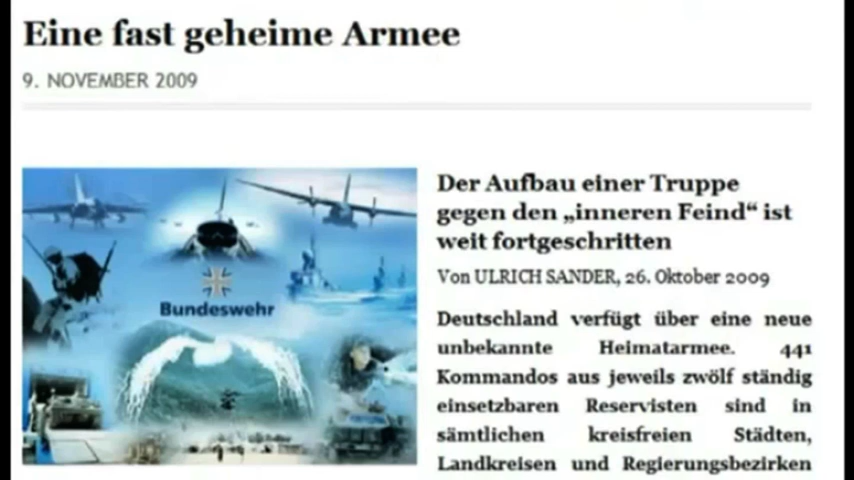 Eine fast geheime Armee
9. NOVEMBER 2009
Bundeswehr
Der Aufbau einer Truppe
gegen den „inneren Feind“ ist
weit fortgeschritten
Von ULRICH SANDER, 26. Oktober 2009
Deutschland verfügt über eine neue
unbekannte Heimatarmee. 441
Kommandos aus jeweils zwölf ständig
einsetzbaren Reservisten sind in
sämtlichen kreisfreien Städten,
Landkreisen und Regierungsbezirken